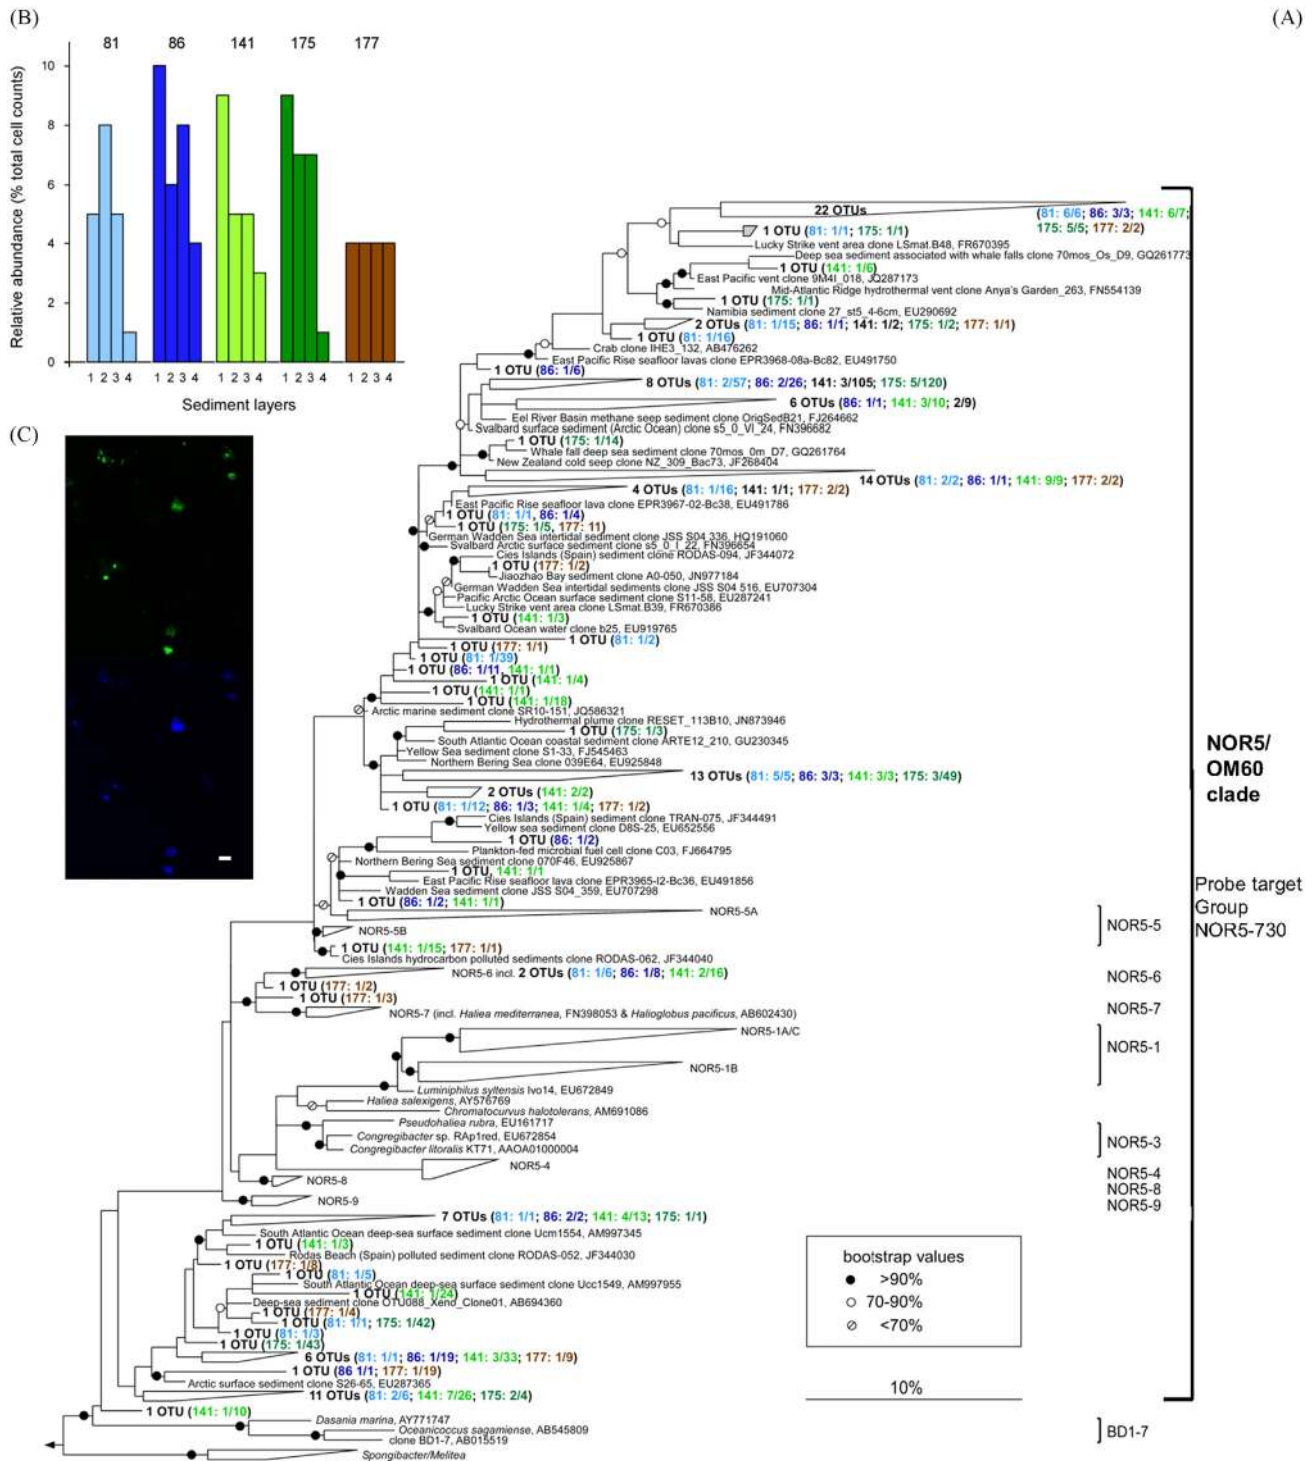 (B)
(A)
81 86 141 175 177
Relative abundance (% total cell counts)
10
8
6
4
2
0
1 2 3 4 1 2 3 4 1 2 3 4 1 2 3 4 1 2 3 4
Sediment layers
(C)
22 OTUs (81: 6/6; 86: 3/3; 141: 6/7;
175: 5/5; 177: 2/2)
1 OTU (81: 1/1; 175: 1/1)
Lucky Strike vent area clone LSmat.B48, FR670395
Deep sea sediment associated with whale falls clone 70mos_Os_D9, GQ261773
1 OTU (141: 1/6)
East Pacific vent clone 9M4I_018, JQ287173
Mid-Atlantic Ridge hydrothermal vent clone Anya's Garden_263, FN554139
1 OTU (175: 1/1)
Namibia sediment clone 27_st5_4-6cm, EU290692
2 OTUs (81: 1/15; 86: 1/1; 141: 1/2; 175: 1/2; 177: 1/1)
1 OTU (81: 1/16)
Crab clone IHE3_132, AB476262
East Pacific Rise seafloor lavas clone EPR3968-08a-Bc82, EU491750
1 OTU (86: 1/6)
8 OTUs (81: 2/57; 86: 2/26; 141: 3/105; 175: 5/120)
6 OTUs (86: 1/1; 141: 3/10; 2/9)
Eel River Basin methane seep sediment clone OrigSedB21, FJ264662
Svalbard surface sediment (Arctic Ocean) clone s5_0_VI_24, FN396682
1 OTU (175: 1/14)
Whale fall deep sea sediment clone 70mos_0m_D7, GQ261764
New Zealand cold seep clone NZ_309_Bac73, JF268404
14 OTUs (81: 2/2; 86: 1/1; 141: 9/9; 177: 2/2)
4 OTUs (81: 1/16; 141: 1/1; 177: 2/2)
East Pacific Rise seafloor lava clone EPR3967-02-Bc38, EU491786
1 OTU (81: 1/1, 86: 1/4)
1 OTU (175: 1/5, 177: 11)
German Wadden Sea intertidal sediment clone JSS_S04_336, HQ191060
Svalbard Arctic surface sediment clone s5_0_I_22, FN396654
Cies Islands (Spain) sediment clone RODAS-094, JF344072
1 OTU (177: 1/2)
Jiaozhao Bay sediment clone A0-050, JN977184
German Wadden Sea intertidal sediments clone JSS S04 516, EU707304
Pacific Arctic Ocean surface sediment clone S11-58, EU287241
Lucky Strike vent area clone LSmat.B39, FR670386
1 OTU (141: 1/3)
Svalbard Ocean water clone b25, EU919765
1 OTU (81: 1/2)
1 OTU (177: 1/1)
1 OTU (81: 1/39)
1 OTU (86: 1/11, 141: 1/1)
1 OTU (141: 1/4)
1 OTU (141: 1/1)
1 OTU (141: 1/18)
Arctic marine sediment clone SR10-151, JQ586321
Hydrothermal plume clone RESET_113B10, JN873946
1 OTU (175: 1/3)
South Atlantic Ocean coastal sediment clone ARTE12_210, GU230345
Yellow Sea sediment clone S1-33, FJ545463
Northern Bering Sea clone 039E64, EU925848
13 OTUs (81: 5/5; 86: 3/3; 141: 3/3; 175: 3/49)
2 OTUs (141: 2/2)
1 OTU (81: 1/12; 86: 1/3; 141: 1/4; 177: 1/2)
Cies Islands (Spain) sediment clone TRAN-075, JF344491
Yellow sea sediment clone D8S-25, EU652556
1 OTU (86: 1/2)
Plankton-fed microbial fuel cell clone C03, FJ664795
Northern Bering Sea sediment clone 070F46, EU925867
1 OTU, 141: 1/1
East Pacific Rise seafloor lava clone EPR3965-I2-Bc36, EU491856
Wadden Sea sediment clone JSS S04_359, EU707298
1 OTU (86: 1/2; 141: 1/1)
NOR5-5A
NOR5-5B
NOR5-5
1 OTU (141: 1/15; 177: 1/1)
Cies Islands hydrocarbon polluted sediments clone RODAS-062, JF344040
NOR5-6 incl. 2 OTUs (81: 1/6; 86: 1/8; 141: 2/16)
NOR5-6
1 OTU (177: 1/2)
1 OTU (177: 1/3)
NOR5-7 (incl. Haliea mediterranea, FN398053 & Halioglobus pacificus, AB602430)
NOR5-7
NOR5-1A/C
NOR5-1
NOR5-1B
Luminiphilus syltensis Ivo14, EU672849
Haliea salexigens, AY576769
Chromatocurvus halotolerans, AM691086
Pseudohaliea rubra, EU161717
Congregibacter sp. RAp1red, EU672854
NOR5-3
Congregibacter litoralis KT71, AAOA01000004
NOR5-4
NOR5-4
NOR5-8
NOR5-8
NOR5-9
NOR5-9
NOR5/
OM60
clade
Probe target
Group
NOR5-730
7 OTUs (81: 1/1; 86: 2/2; 141: 4/13; 175: 1/1)
South Atlantic Ocean deep-sea surface sediment clone Ucm1554, AM997345
1 OTU (141: 1/3)
Rodas Beach (Spain) polluted sediment clone RODAS-052, JF344030
1 OTU (177: 1/8)
1 OTU (81: 1/5)
South Atlantic Ocean deep-sea surface sediment clone Ucc1549, AM997955
1 OTU (141: 1/24)
Deep-sea sediment clone OTU088_Xeno_Clone01, AB694360
1 OTU (177: 1/4)
1 OTU (81: 1/1; 175: 1/42)
1 OTU (81: 1/3)
1 OTU (175: 1/43)
6 OTUs (81: 1/1; 86: 1/19; 141: 3/33; 177: 1/9)
1 OTU (86 1/1; 177: 1/19)
Arctic surface sediment clone S26-65, EU287365
11 OTUs (81: 2/6; 141: 7/26; 175: 2/4)
1 OTU (141: 1/10)
Dasania marina, AY771747
Oceanicoccus sagamiense, AB545809
clone BD1-7, AB015519
BD1-7
Spongibacter/Melitea
bootstrap values
>90%
70-90%
<70%
10%